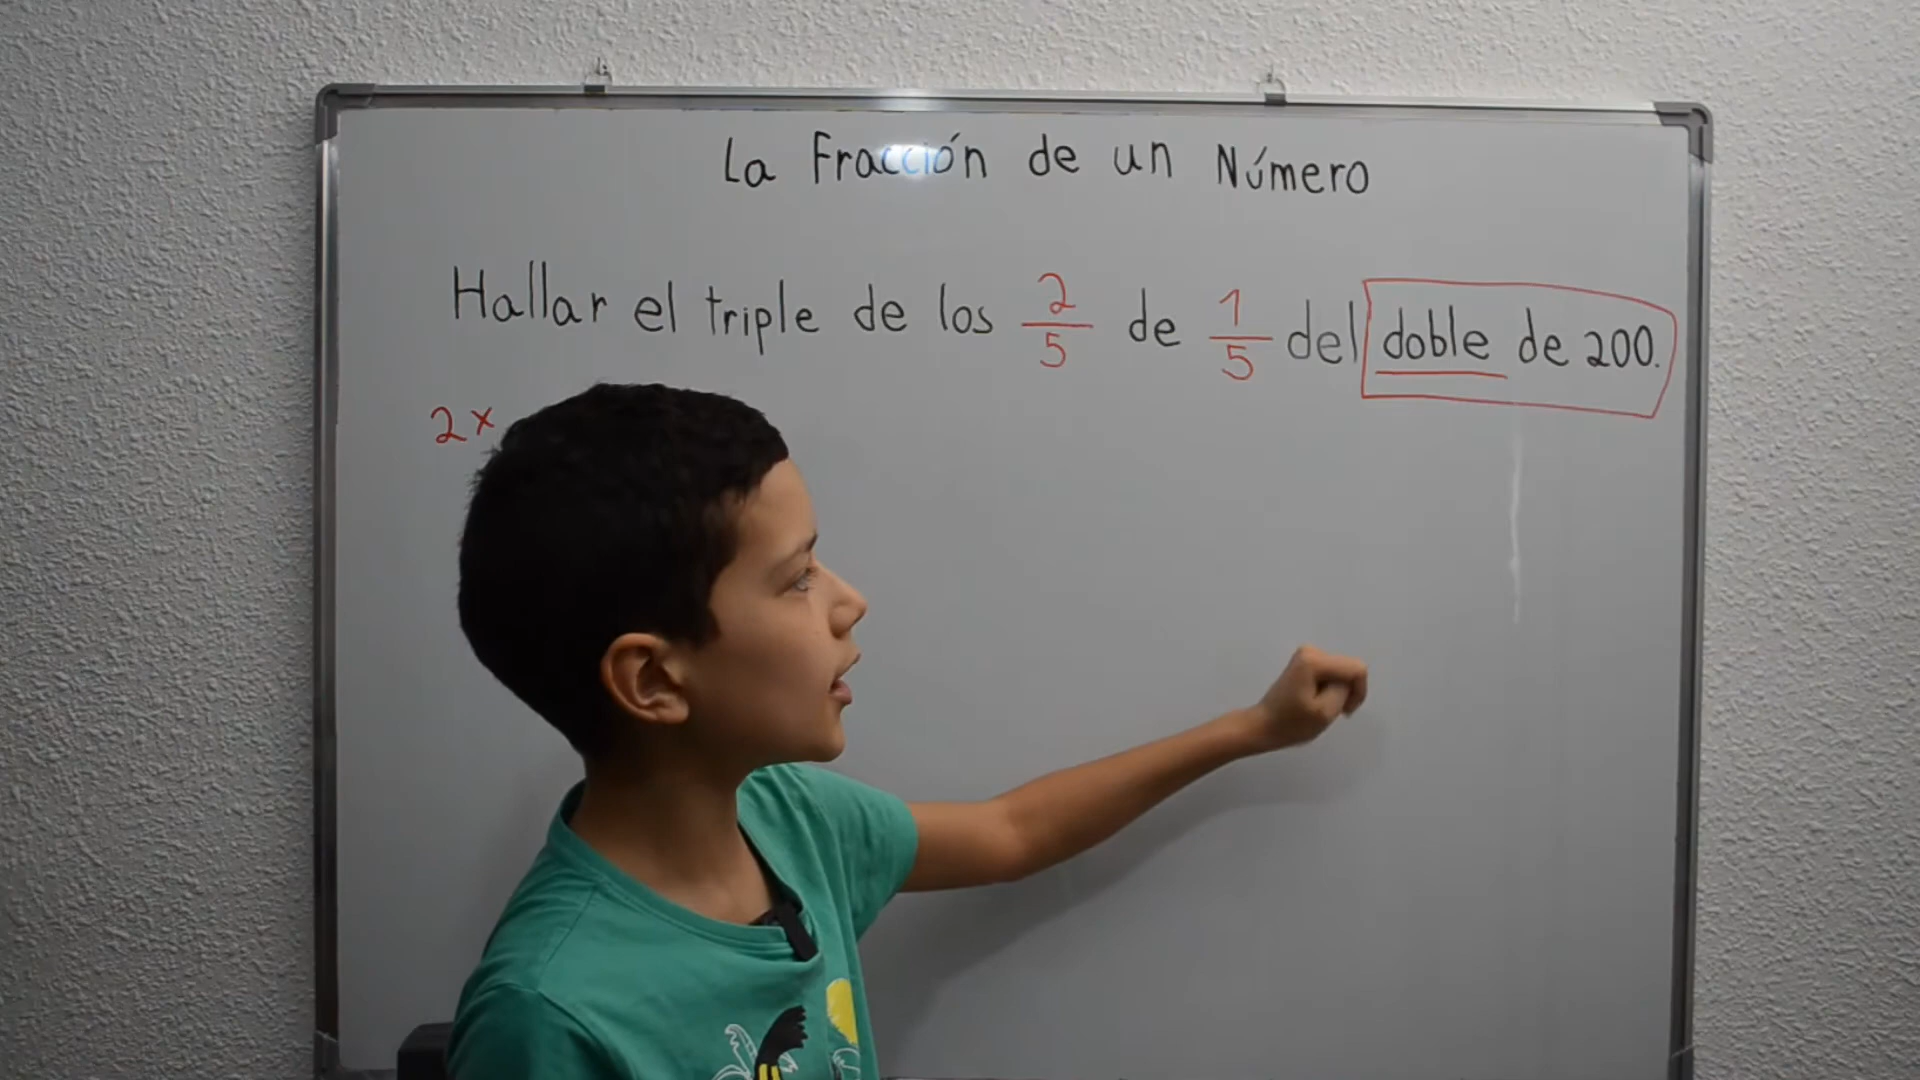 La Fracción de un Número
Hallar el triple de los 2/5 de 1/5 del doble de 200.
2x